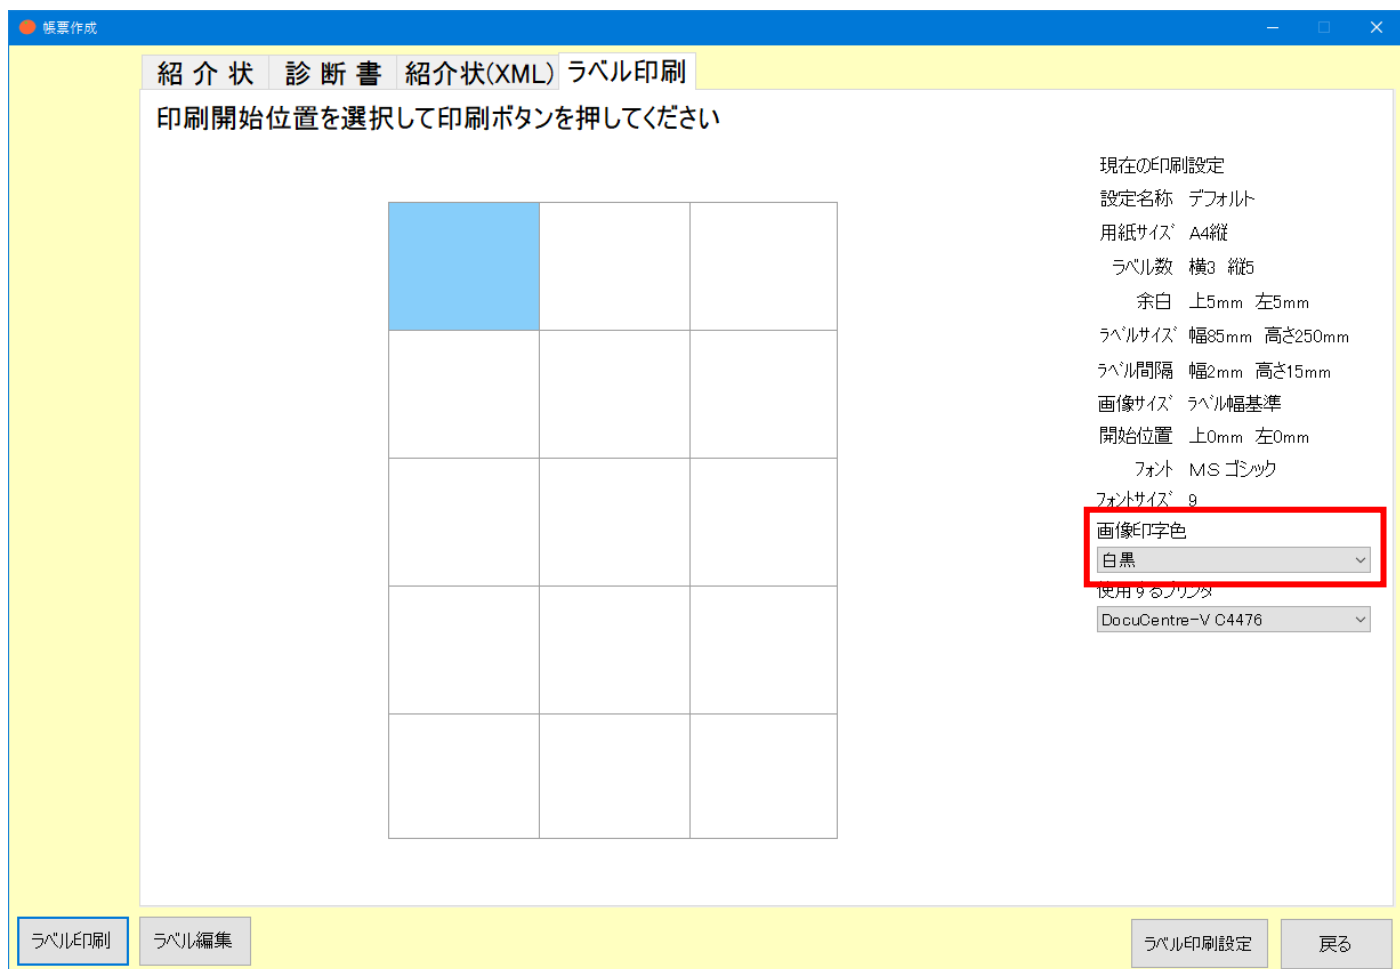 帳票作成
紹 介 状 診 断 書 紹介状(XML) ラベル印刷
印刷開始位置を選択して印刷ボタンを押してください
現在の印刷設定
設定名称 デフォルト
用紙サイズ A4縦
ラベル数 横3 縦5
余白 上5mm 左5mm
ラベルサイズ 幅85mm 高さ250mm
ラベル間隔 幅2mm 高さ15mm
画像サイズ ラベル幅基準
開始位置 上0mm 左0mm
フォント MS ゴシック
フォントサイズ 9
画像印字色
白黒
使用するプリンタ
DocuCentre-V C4476
ラベル印刷 ラベル編集 ラベル印刷設定 戻る